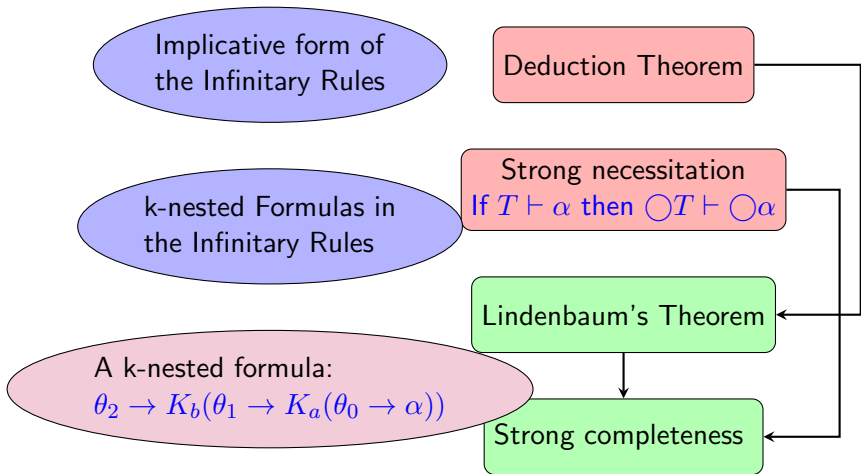 Implicative form of
the Infinitary Rules
Deduction Theorem
k-nested Formulas in
the Infinitary Rules
Strong necessitation
If T ⊢ α then ◯T ⊢ ◯α
Lindenbaum's Theorem
A k-nested formula:
θ₂ → K_b(θ₁ → K_a(θ₀ → α))
Strong completeness